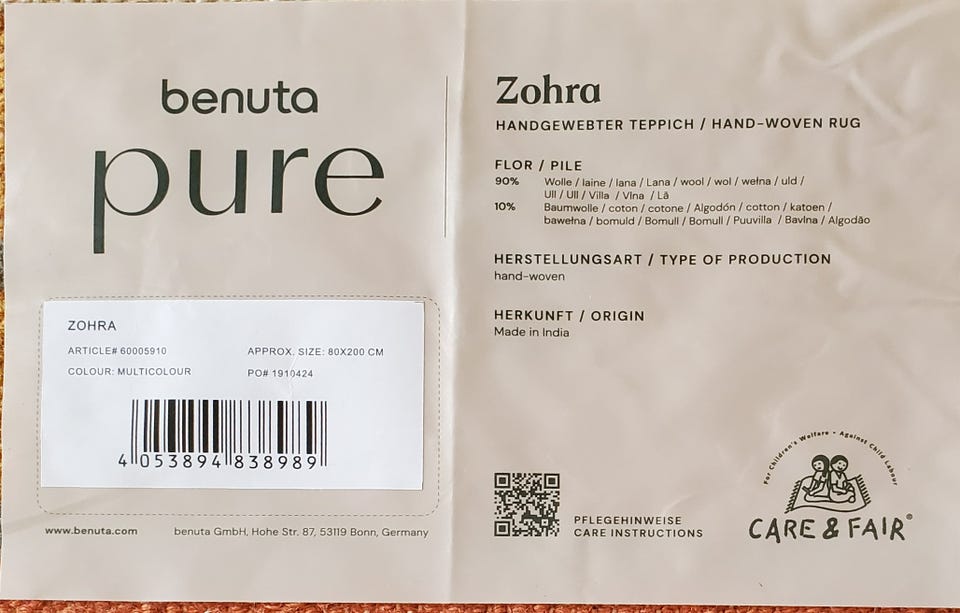 benuta
pure
ZOHRA
ARTICLE# 60005910
APPROX. SIZE: 80X200 CM
COLOUR: MULTICOLOUR
PO# 1910424
4 053894 838989
www.benuta.com
benuta GmbH, Hohe Str. 87, 53119 Bonn, Germany
Zohra
HANDGEWEBTER TEPPICH / HAND-WOVEN RUG
FLOR / PILE
90% Wolle / laine / lana / Lana / wool / wol / wełna / uld /
Ull / Ull / Villa / Vlna / Lã
10% Baumwolle / coton / cotone / Algodón / cotton / katoen /
bawełna / bomuld / Bomull / Bomull / Puuvilla / Bavlna / Algodão
HERSTELLUNGSART / TYPE OF PRODUCTION
hand-woven
HERKUNFT / ORIGIN
Made in India
PFLEGEHINWEISE
CARE INSTRUCTIONS
For Children's Welfare • Against Child Labour
CARE & FAIR®